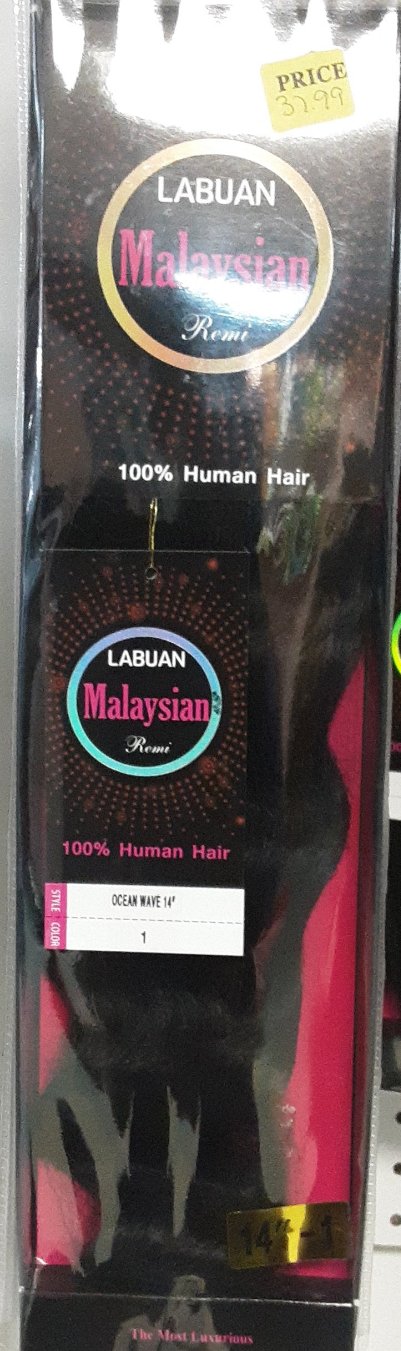 PRICE
37.99
LABUAN
Malaysian
Remi
100% Human Hair
LABUAN
Malaysian
Remi
100% Human Hair
STYLE OCEAN WAVE 14"
COLOR 1
14"-1
The Most Luxurious